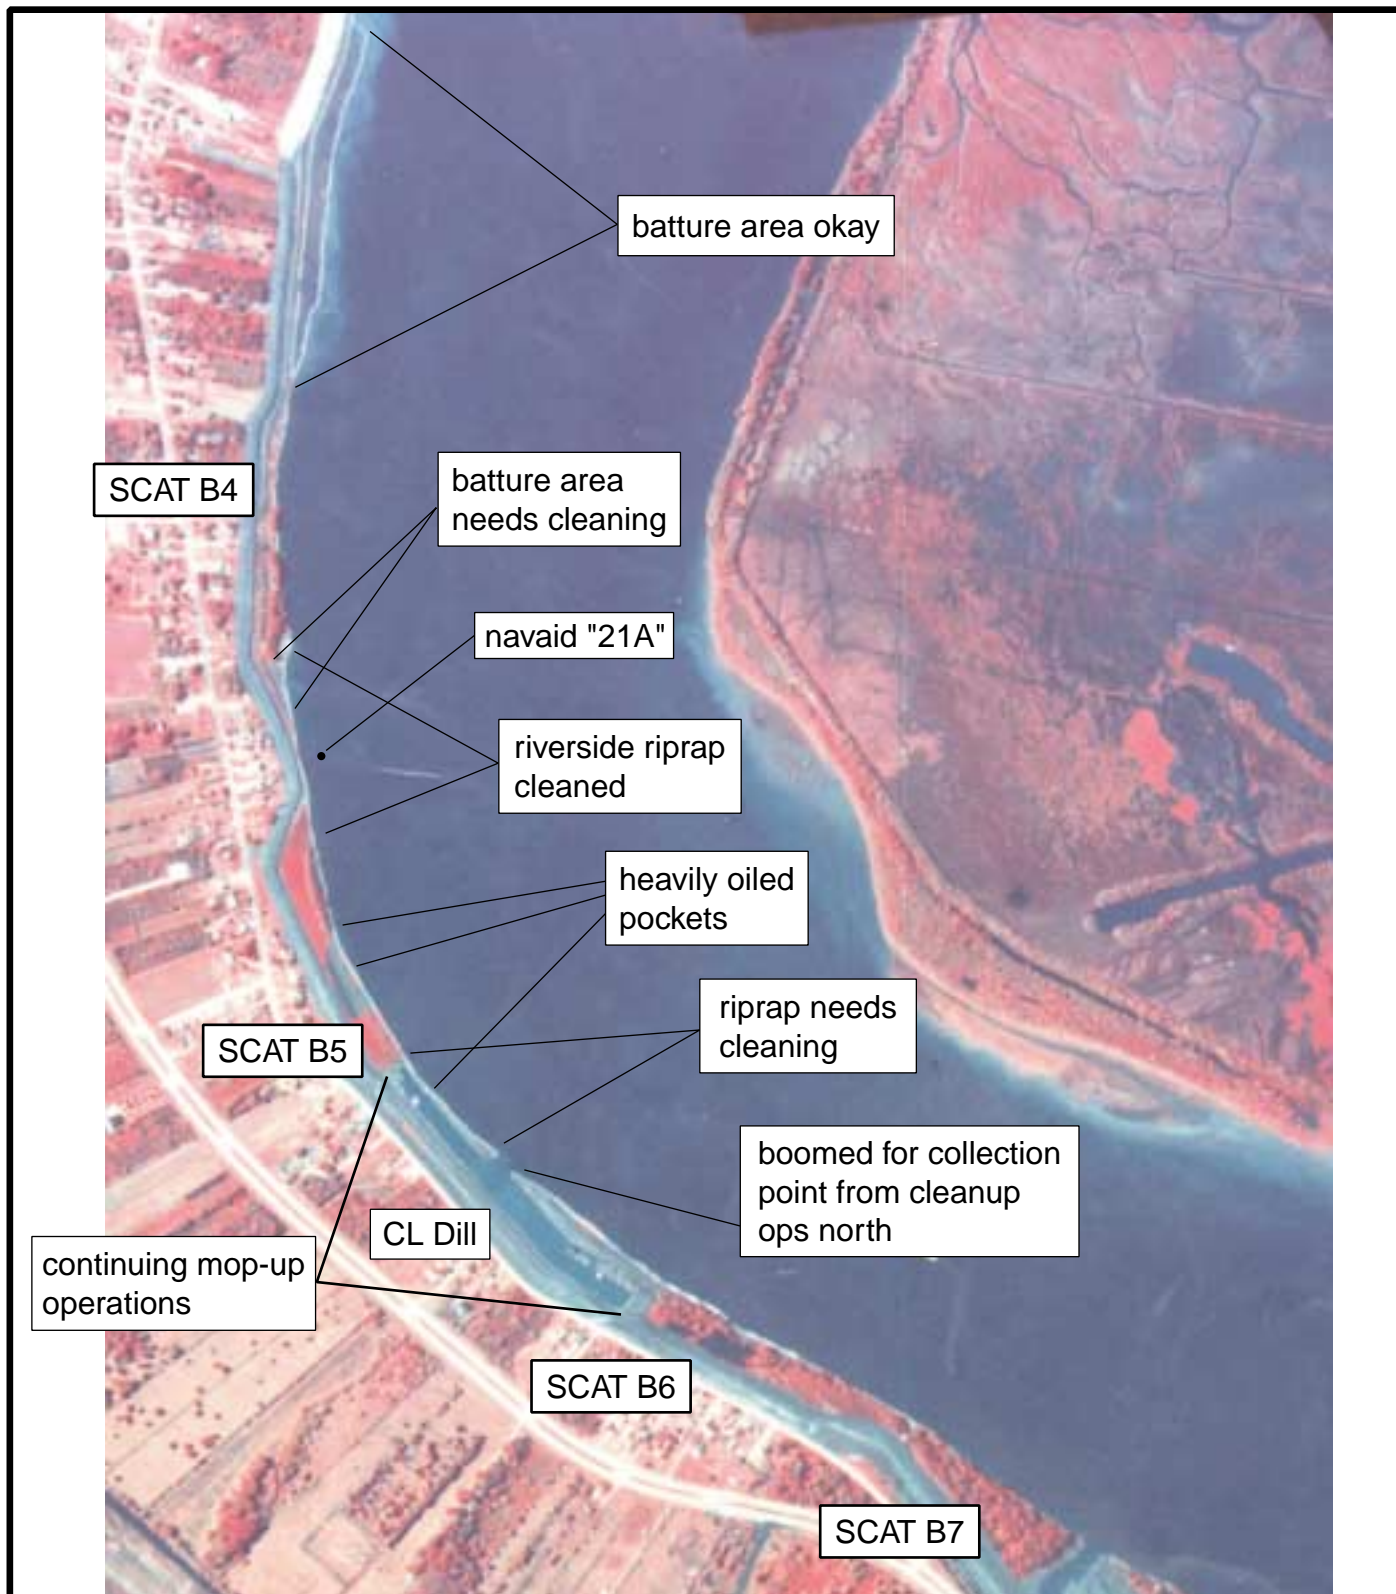 batture area okay
SCAT B4
batture area
needs cleaning
navaid "21A"
riverside riprap
cleaned
heavily oiled
pockets
riprap needs
cleaning
SCAT B5
boomed for collection
point from cleanup
ops north
CL Dill
continuing mop-up
operations
SCAT B6
SCAT B7